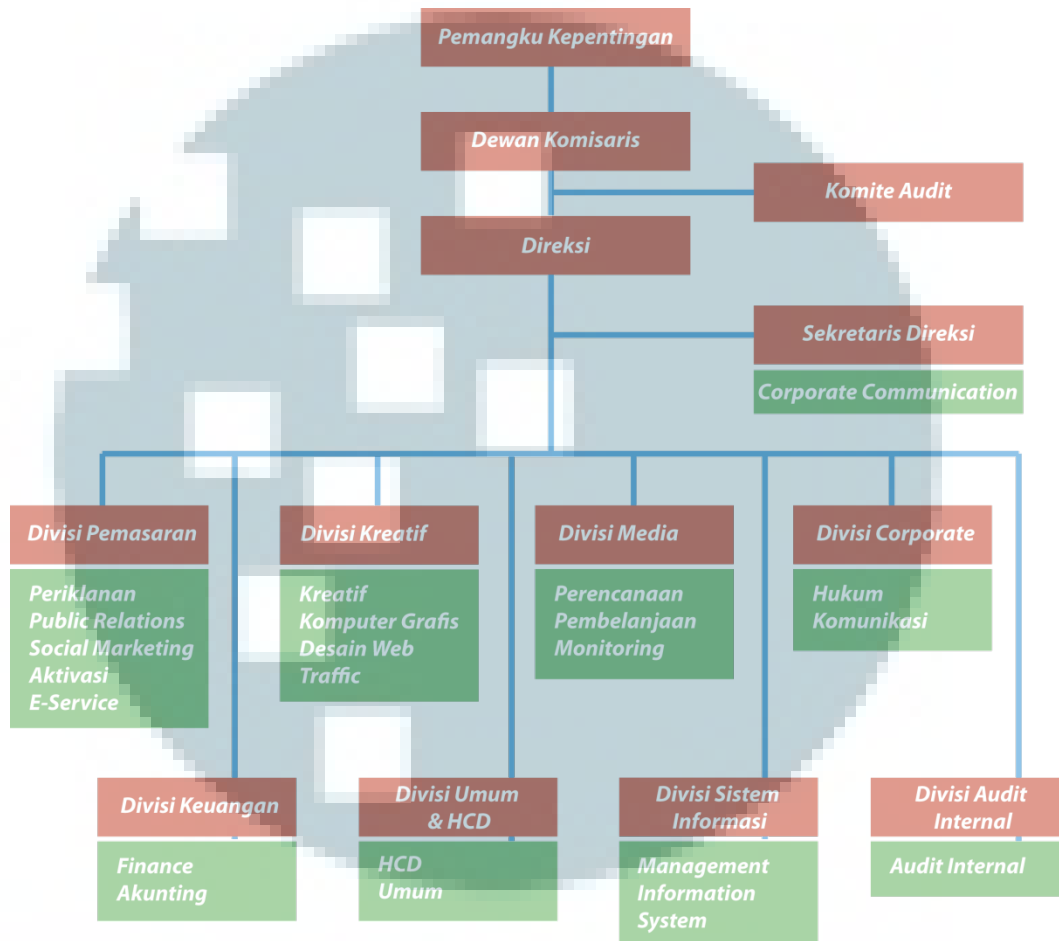 Pemangku Kepentingan
Dewan Komisaris
Komite Audit
Direksi
Sekretaris Direksi
Corporate Communication
Divisi Pemasaran
Periklanan
Public Relations
Social Marketing
Aktivasi
E-Service
Divisi Kreatif
Kreatif
Komputer Grafis
Desain Web
Traffic
Divisi Media
Perencanaan
Pembelanjaan
Monitoring
Divisi Corporate
Hukum
Komunikasi
Divisi Keuangan
Finance
Akunting
Divisi Umum
& HCD
HCD
Umum
Divisi Sistem
Informasi
Management
Information
System
Divisi Audit
Internal
Audit Internal